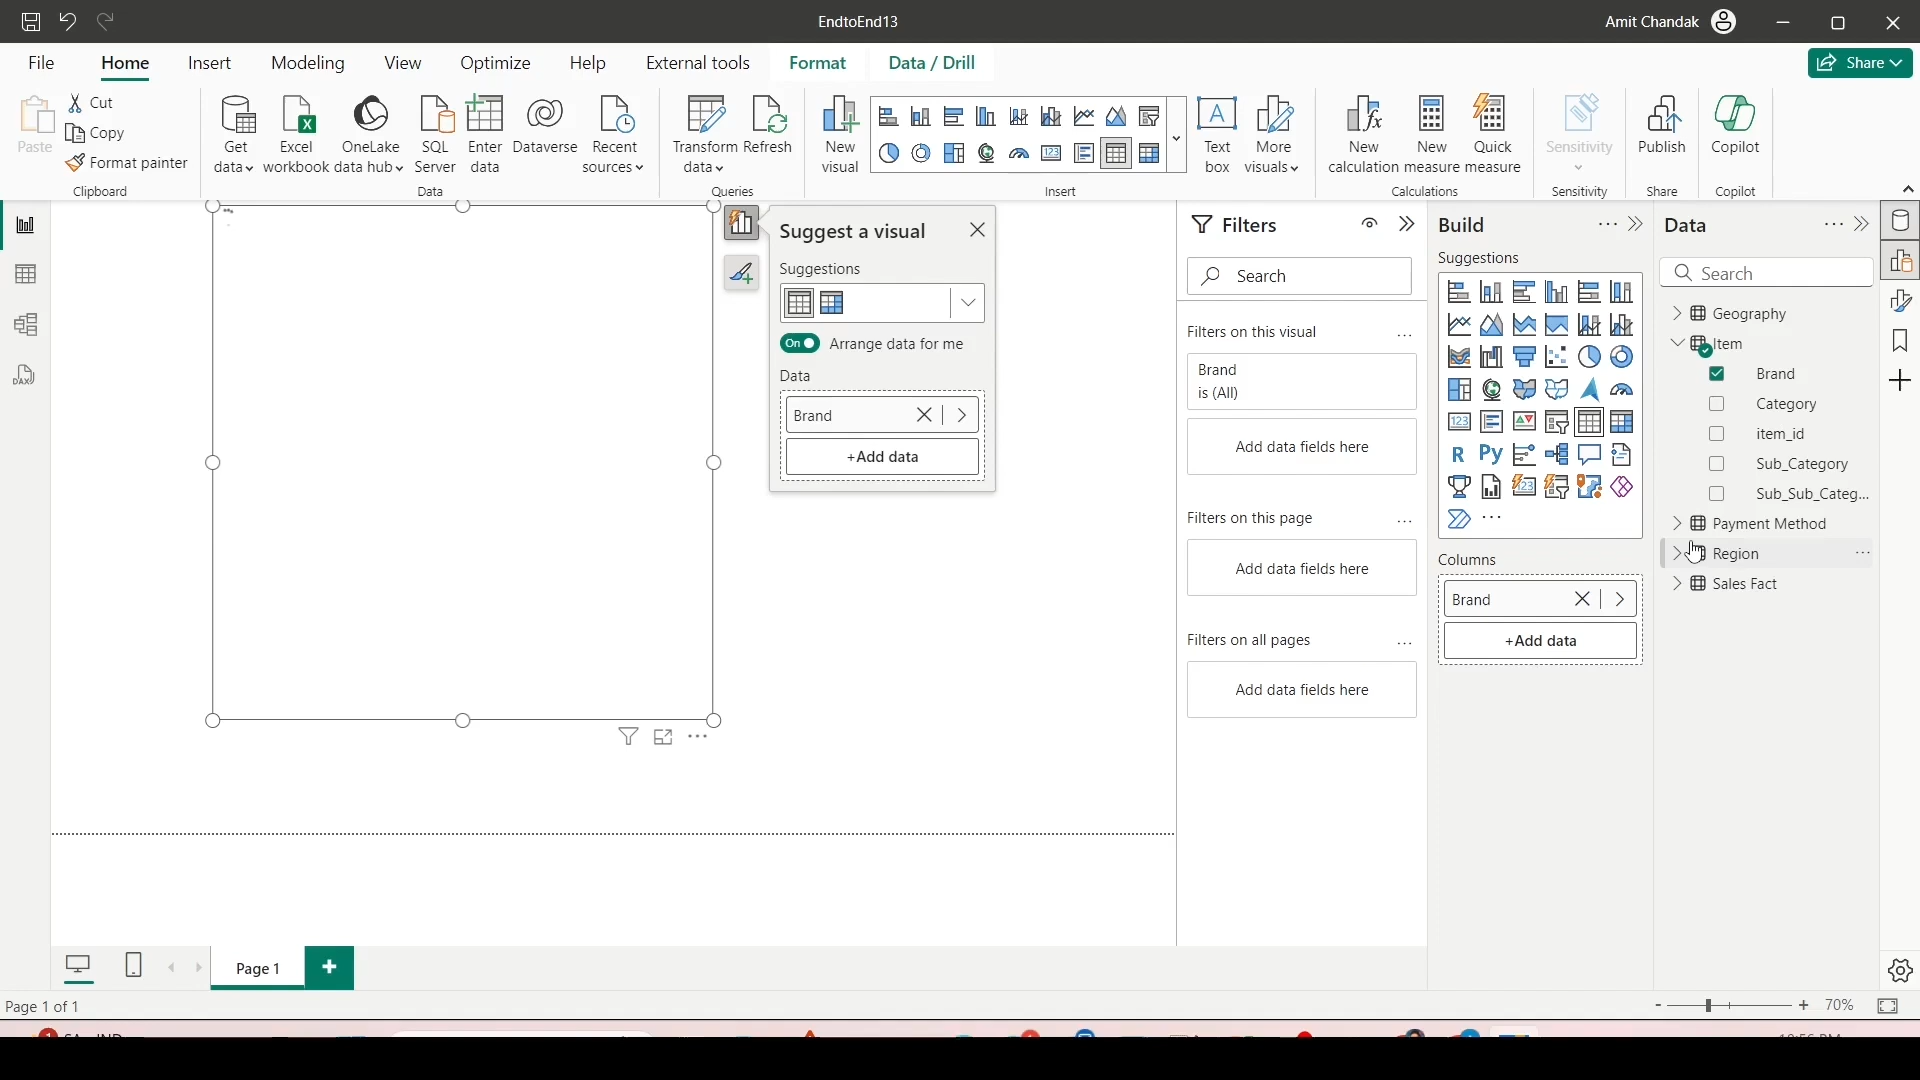 EndtoEnd13
Amit Chandak
File Home Insert Modeling View Optimize Help External tools Format Data / Drill
Share
Paste
Cut
Copy
Format painter
Clipboard
Get data
Excel workbook
OneLake data hub
SQL Server
Enter data
Dataverse
Recent sources
Data
Transform data
Refresh
Queries
New visual
Text box
More visuals
Insert
New calculation
New measure
Quick measure
Calculations
Sensitivity
Sensitivity
Publish
Share
Copilot
Copilot
DAX
Suggest a visual
Suggestions
On Arrange data for me
Data
Brand
+Add data
Filters
Search
Filters on this visual
Brand
is (All)
Add data fields here
Filters on this page
Add data fields here
Filters on all pages
Add data fields here
Build
Suggestions
123
R Py
123
Columns
Brand
+Add data
Data
Search
Geography
Item
Brand
Category
item_id
Sub_Category
Sub_Sub_Categ...
Payment Method
Region
Sales Fact
Page 1
Page 1 of 1
70%